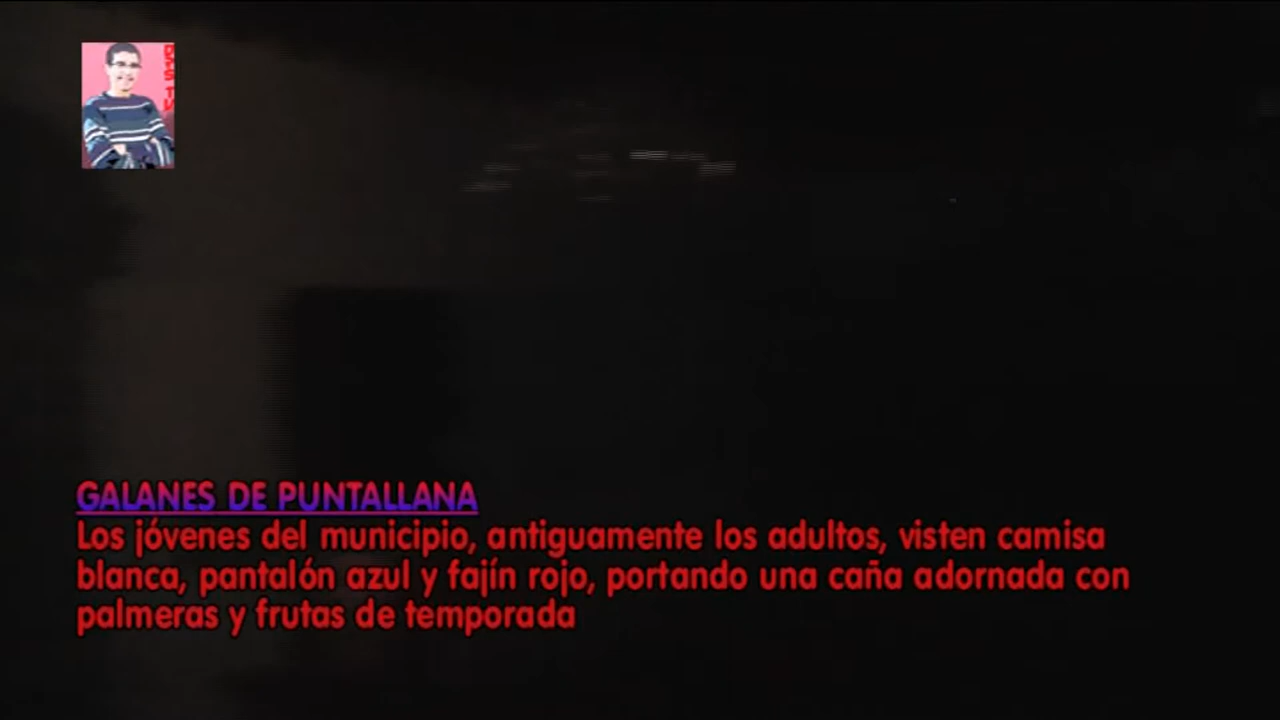 GALANES DE PUNTALLANA
Los jóvenes del municipio, antiguamente los adultos, visten camisa
blanca, pantalón azul y fajín rojo, portando una caña adornada con
palmeras y frutas de temporada